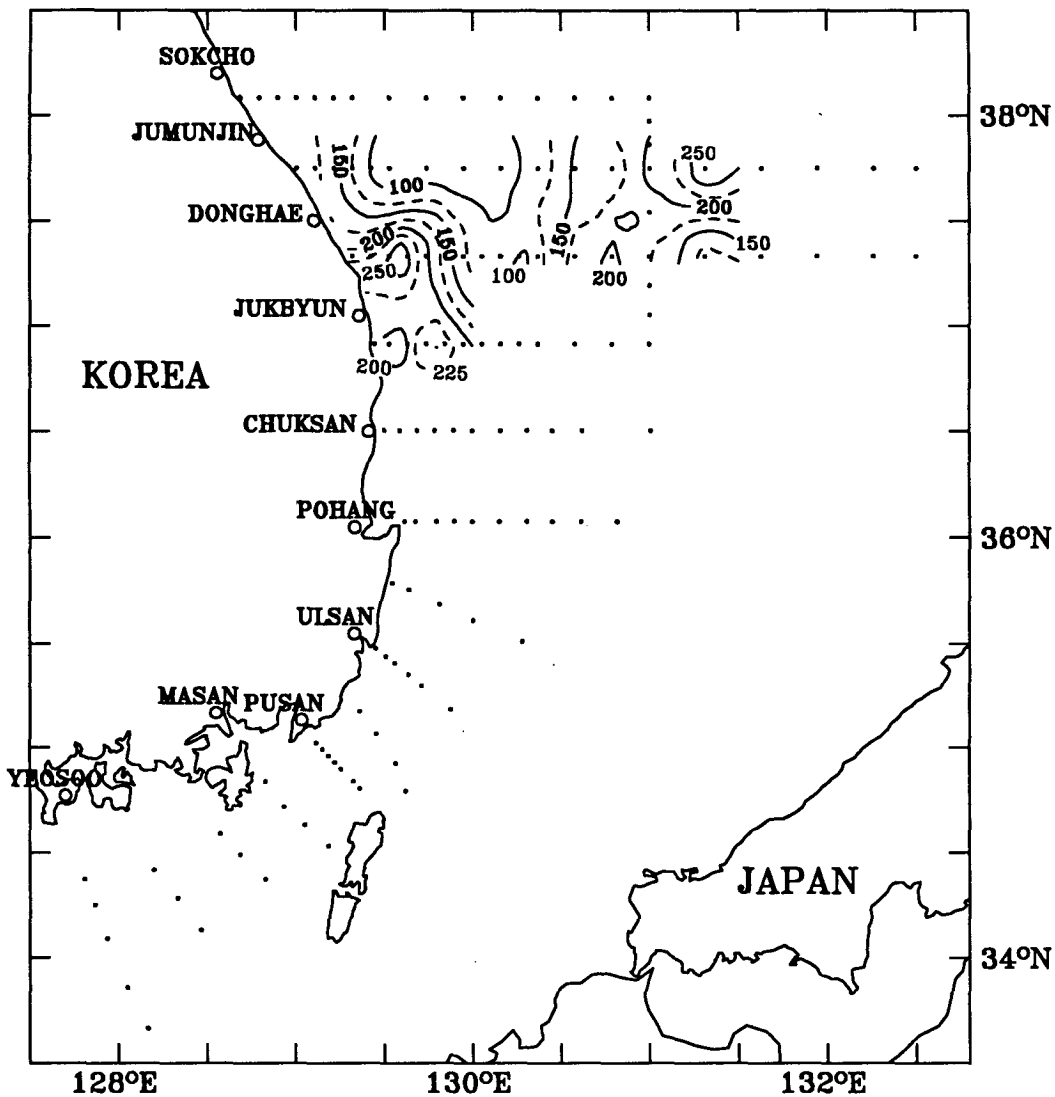 SOKCHO
38°N
JUMUNJIN
150
250
100
DONGHAE
200
200
150
150
150
250
100
200
JUKBYUN
200
225
KOREA
CHUKSAN
POHANG
36°N
ULSAN
MASAN
PUSAN
YEOSOO
JAPAN
34°N
128°E
130°E
132°E